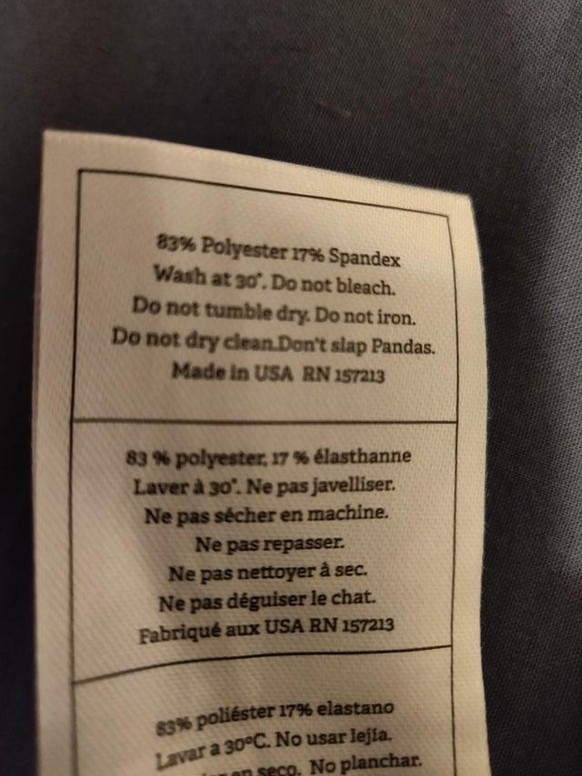 83% Polyester 17% Spandex
Wash at 30°. Do not bleach.
Do not tumble dry. Do not iron.
Do not dry clean.Don't slap Pandas.
Made in USA RN 157213
83 % polyester, 17 % élasthanne
Laver à 30°. Ne pas javelliser.
Ne pas sécher en machine.
Ne pas repasser.
Ne pas nettoyer à sec.
Ne pas déguiser le chat.
Fabriqué aux USA RN 157213
83% poliéster 17% elastano
Lavar a 30ºC. No usar lejía.
en seco. No planchar.